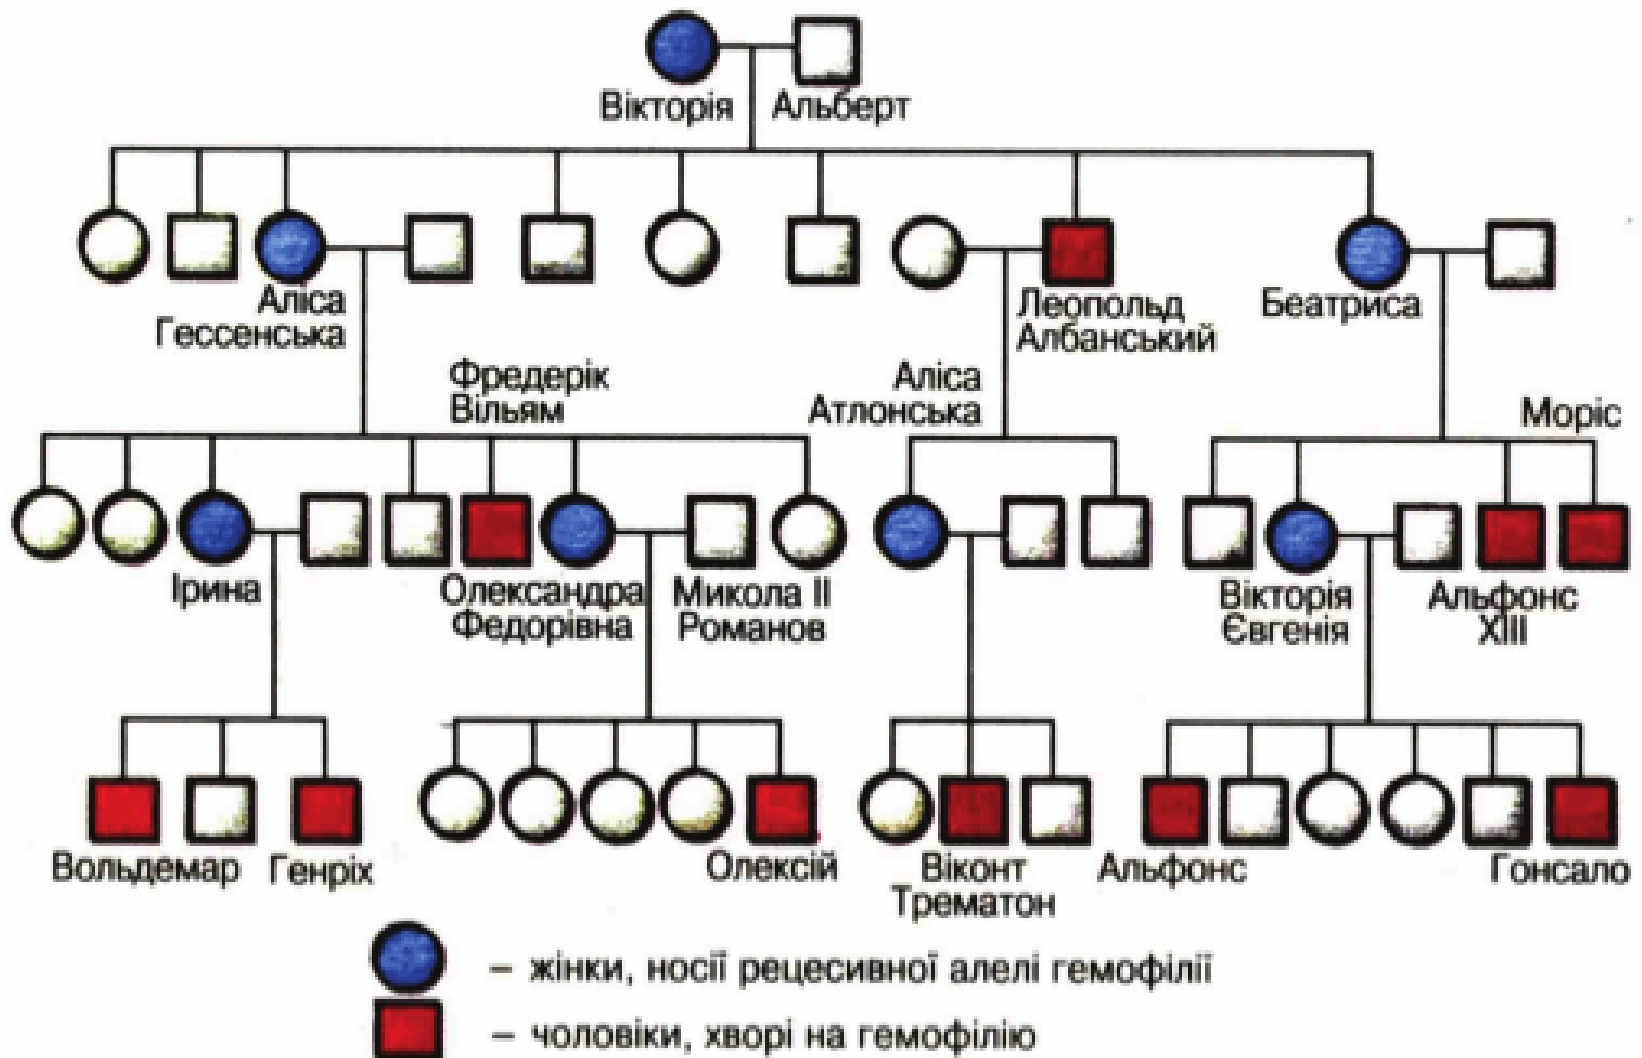 Вікторія
Альберт
Аліса
Гессенська
Леопольд
Албанський
Беатриса
Фредерік
Вільям
Аліса
Атлонська
Моріс
Ірина
Олександра
Федорівна
Микола II
Романов
Вікторія
Євгенія
Альфонс
XIII
Вольдемар
Генріх
Олексій
Віконт
Трематон
Альфонс
Гонсало
– жінки, носії рецесивної алелі гемофілії
– чоловіки, хворі на гемофілію